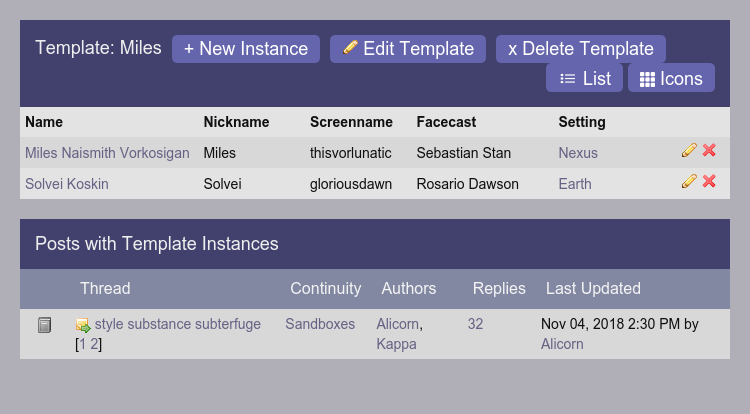 Template: Miles + New Instance Edit Template x Delete Template
List Icons
Name Nickname Screenname Facecast Setting
Miles Naismith Vorkosigan Miles thisvorlunatic Sebastian Stan Nexus
Solvei Koskin Solvei gloriousdawn Rosario Dawson Earth
Posts with Template Instances
Thread Continuity Authors Replies Last Updated
style substance subterfuge Sandboxes Alicorn, 32 Nov 04, 2018 2:30 PM by
[1 2] Kappa Alicorn